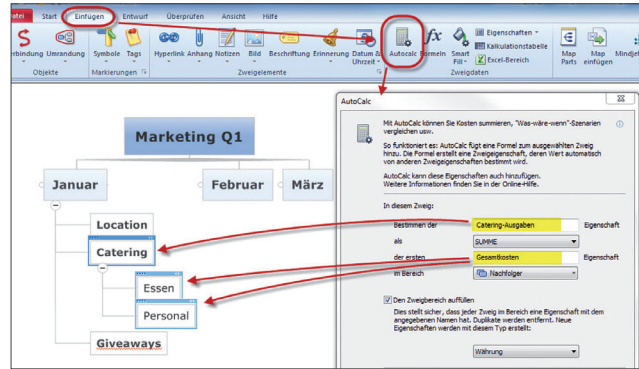 Datei Start Einfügen Entwurf Überprüfen Ansicht Hilfe
Umrandung Symbole Tags Hyperlink Anhang Notizen Bild Beschriftung Erinnerung Datum & Uhrzeit Autocalc Formeln Smart Fill Eigenschaften Map Parts Map einfügen
Kalkulationstabelle
Excel-Bereich
Objekte Markierungen Zweigelemente Zweigdaten
AutoCalc
Mit AutoCalc können Sie Kosten summieren, "Was-wäre-wenn"-Szenarien
vergleichen usw.
So funktioniert es: AutoCalc fügt eine Formel zum ausgewählten Zweig
hinzu. Die Formel erstellt eine Zweigeigenschaft, deren Wert automatisch
von anderen Zweigeigenschaften bestimmt wird.
AutoCalc kann diese Eigenschaften auch hinzufügen.
Weitere Informationen finden Sie in der Online-Hilfe.
In diesem Zweig:
Bestimmen der Catering-Ausgaben Eigenschaft
als SUMME
der ersten Gesamtkosten Eigenschaft
im Bereich Nachfolger
Den Zweigbereich auffüllen
Dies stellt sicher, dass jeder Zweig im Bereich eine Eigenschaft mit dem
angegebenen Namen hat. Duplikate werden entfernt. Neue
Eigenschaften werden mit diesem Typ erstellt:
Währung
Marketing Q1
Januar Februar März
Location
Catering
Essen
Personal
Giveaways